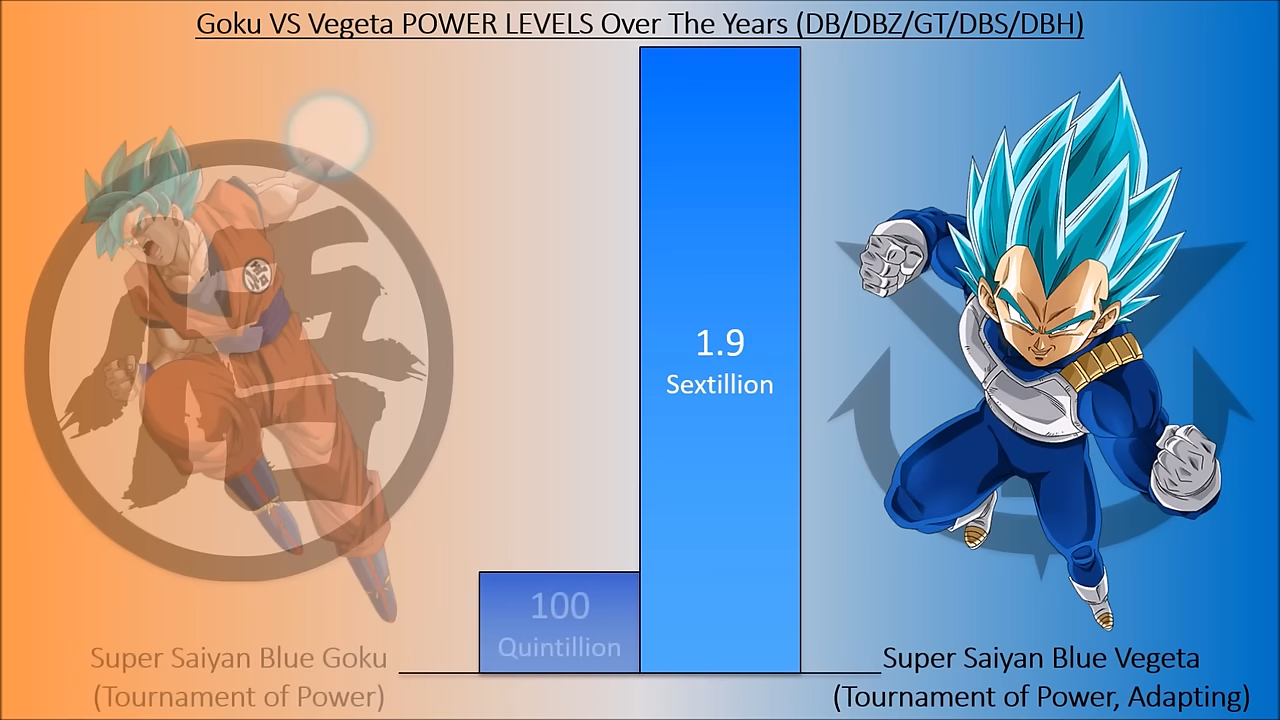 Goku VS Vegeta POWER LEVELS Over The Years (DB/DBZ/GT/DBS/DBH)
悟
1.9
Sextillion
100
Quintillion
Super Saiyan Blue Goku
(Tournament of Power)
Super Saiyan Blue Vegeta
(Tournament of Power, Adapting)